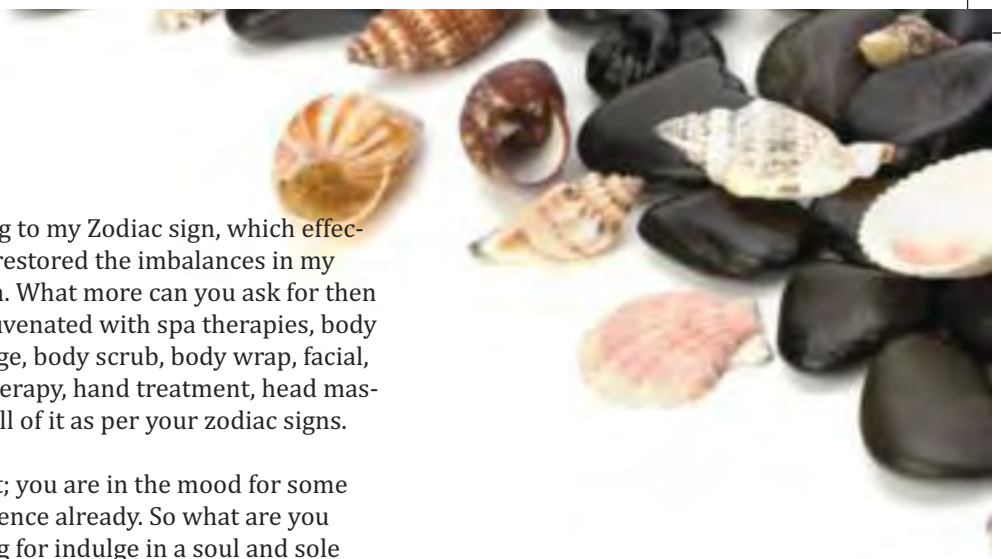 g to my Zodiac sign, which effec-
restored the imbalances in my
. What more can you ask for then
uvenated with spa therapies, body
ge, body scrub, body wrap, facial,
erapy, hand treatment, head mas-
ll of it as per your zodiac signs.
t; you are in the mood for some
ence already. So what are you
g for indulge in a soul and sole